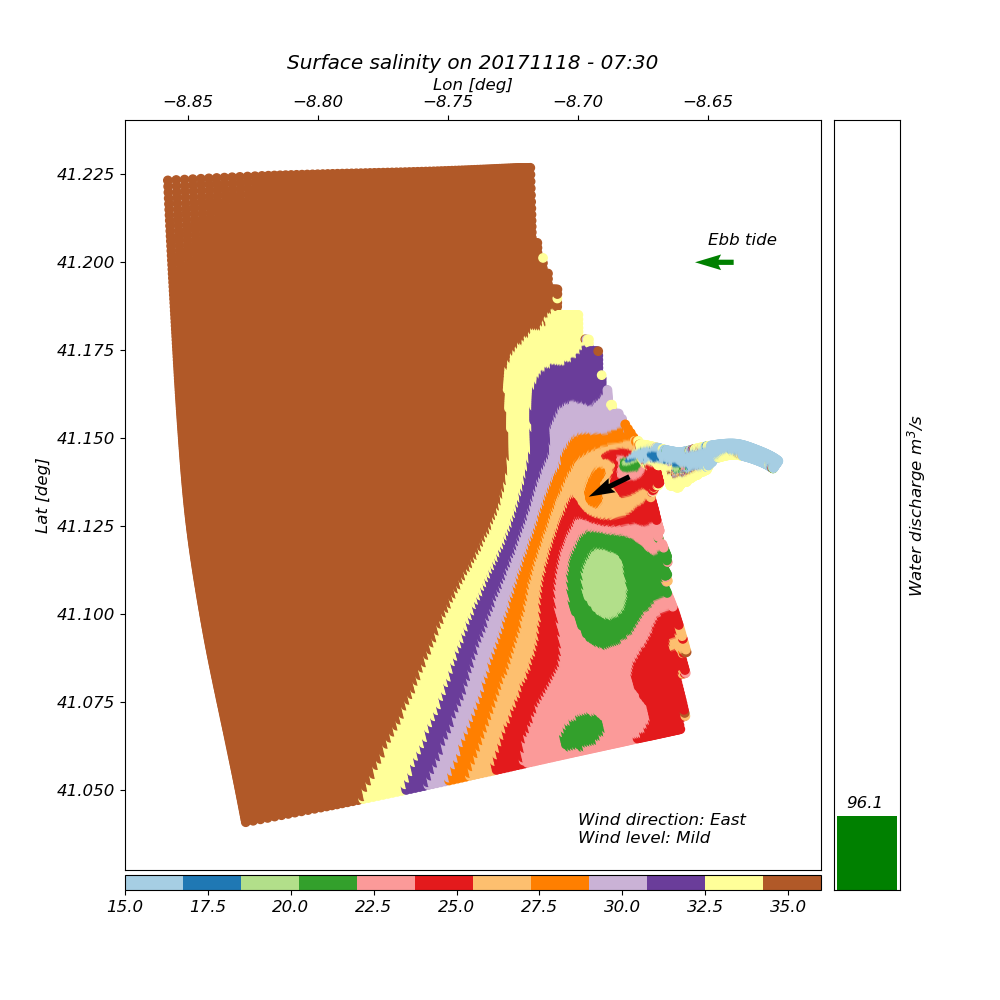 Surface salinity on 20171118 - 07:30
Lon [deg]
−8.85 −8.80 −8.75 −8.70 −8.65
41.225
41.200
41.175
41.150
41.125
41.100
41.075
41.050
Lat [deg]
Ebb tide
Wind direction: East
Wind level: Mild
96.1
Water discharge m³/s
15.0 17.5 20.0 22.5 25.0 27.5 30.0 32.5 35.0